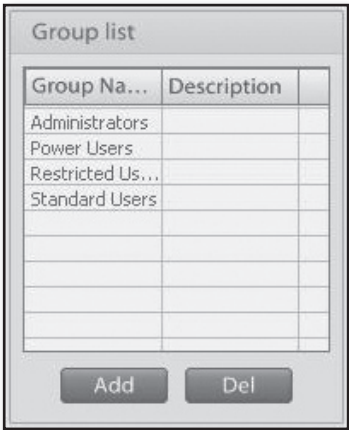 Group list
Group Na... Description
Administrators
Power Users
Restricted Us...
Standard Users
Add Del